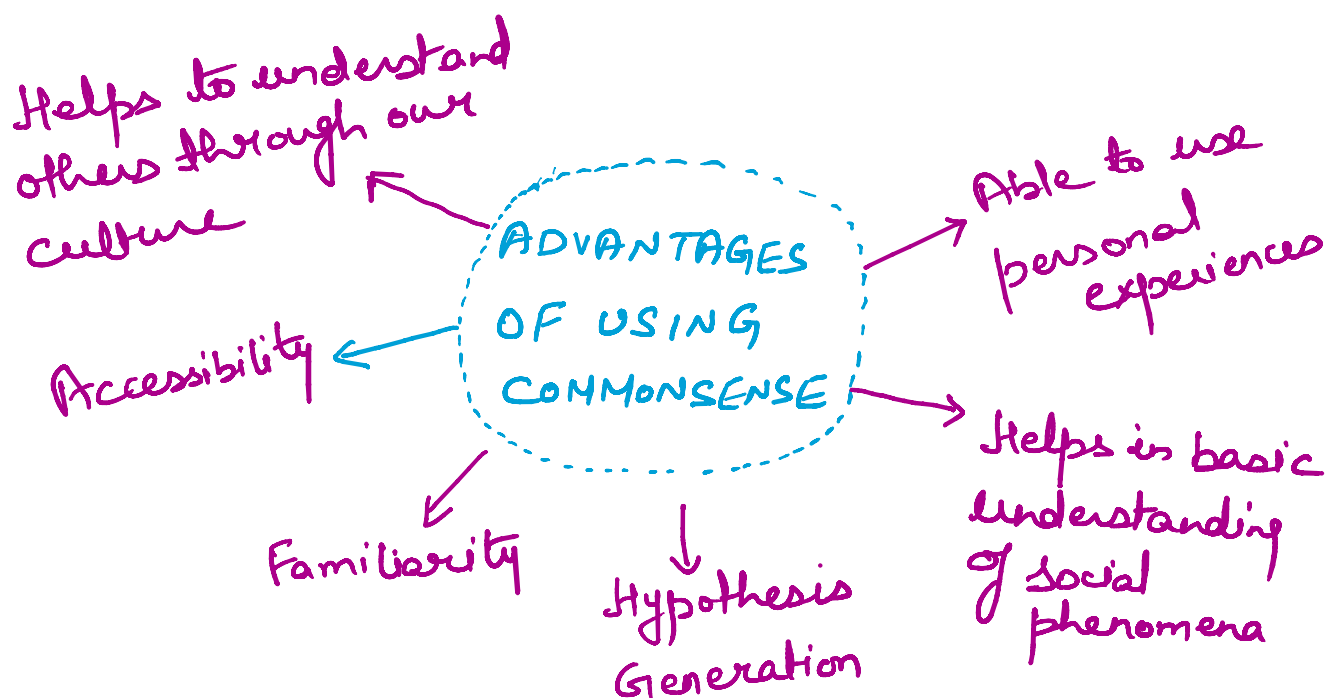 Helps to understand
others through our
culture
ADVANTAGES
OF USING
COMMONSENSE
Able to use
personal
experiences
Accessibility
Helps in basic
understanding
of social
phenomena
Familiarity
Hypothesis
Generation